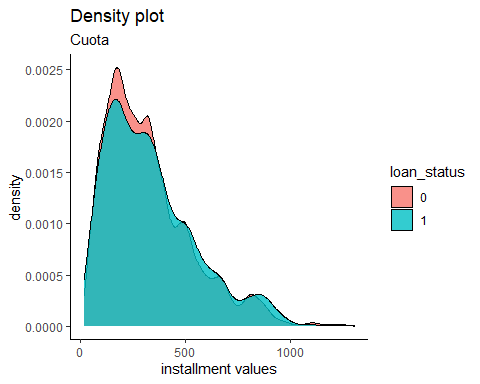 Density plot
Cuota
0.0025
0.0020
0.0015
0.0010
0.0005
0.0000
density
0
500
1000
installment values
loan_status
0
1